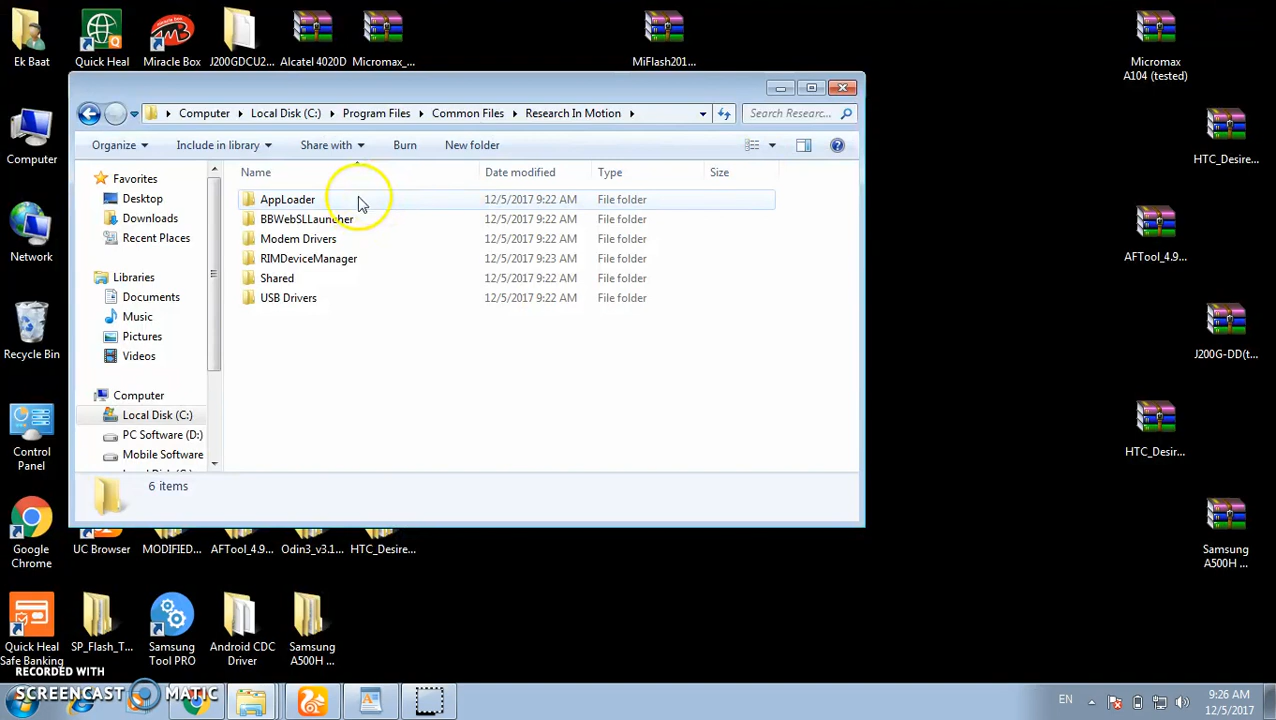 Ek Baat
Quick Heal
Miracle Box
J200GDCU2...
Alcatel 4020D
Micromax_...
MiFlash201...
Micromax
A104 (tested)
Computer
Local Disk (C:)
Program Files
Common Files
Research In Motion
Search Researc...
Organize
Include in library
Share with
Burn
New folder
Name
Date modified
Type
Size
AppLoader
12/5/2017 9:22 AM
File folder
BBWebSLLauncher
12/5/2017 9:22 AM
File folder
Modem Drivers
12/5/2017 9:22 AM
File folder
RIMDeviceManager
12/5/2017 9:23 AM
File folder
Shared
12/5/2017 9:22 AM
File folder
USB Drivers
12/5/2017 9:22 AM
File folder
Favorites
Desktop
Downloads
Recent Places
Libraries
Documents
Music
Pictures
Videos
Computer
Local Disk (C:)
PC Software (D:)
Mobile Software
6 items
Computer
Network
Recycle Bin
Control
Panel
Google
Chrome
UC Browser
MODIFIED...
AFTool_4.9...
Odin3_v3.1...
HTC_Desire...
HTC_Desire...
AFTool_4.9...
J200G-DD(t...
HTC_Desir...
Samsung
A500H ...
Quick Heal
Safe Banking
SP_Flash_T...
Samsung
Tool PRO
Android CDC
Driver
Samsung
A500H ...
RECORDED WITH
SCREENCAST MATIC
EN
9:26 AM
12/5/2017